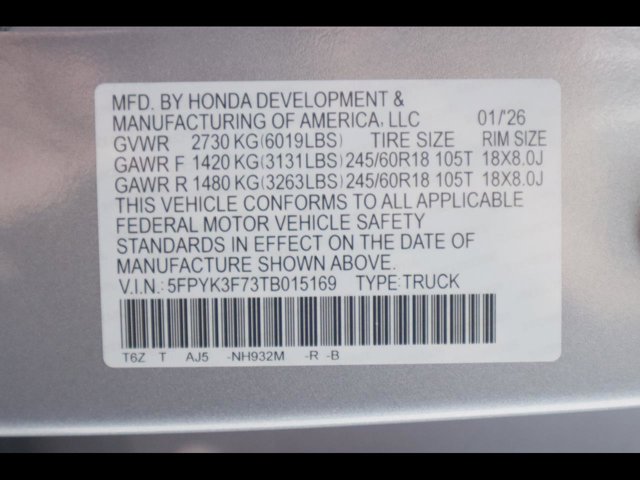 MFD. BY HONDA DEVELOPMENT &
MANUFACTURING OF AMERICA, LLC 01/'26
GVWR 2730 KG(6019LBS) TIRE SIZE RIM SIZE
GAWR F 1420 KG(3131LBS) 245/60R18 105T 18X8.0J
GAWR R 1480 KG(3263LBS) 245/60R18 105T 18X8.0J
THIS VEHICLE CONFORMS TO ALL APPLICABLE
FEDERAL MOTOR VEHICLE SAFETY
STANDARDS IN EFFECT ON THE DATE OF
MANUFACTURE SHOWN ABOVE.
V.I.N.: 5FPYK3F73TB015169 TYPE:TRUCK
T6Z T AJ5 -NH932M -R -B